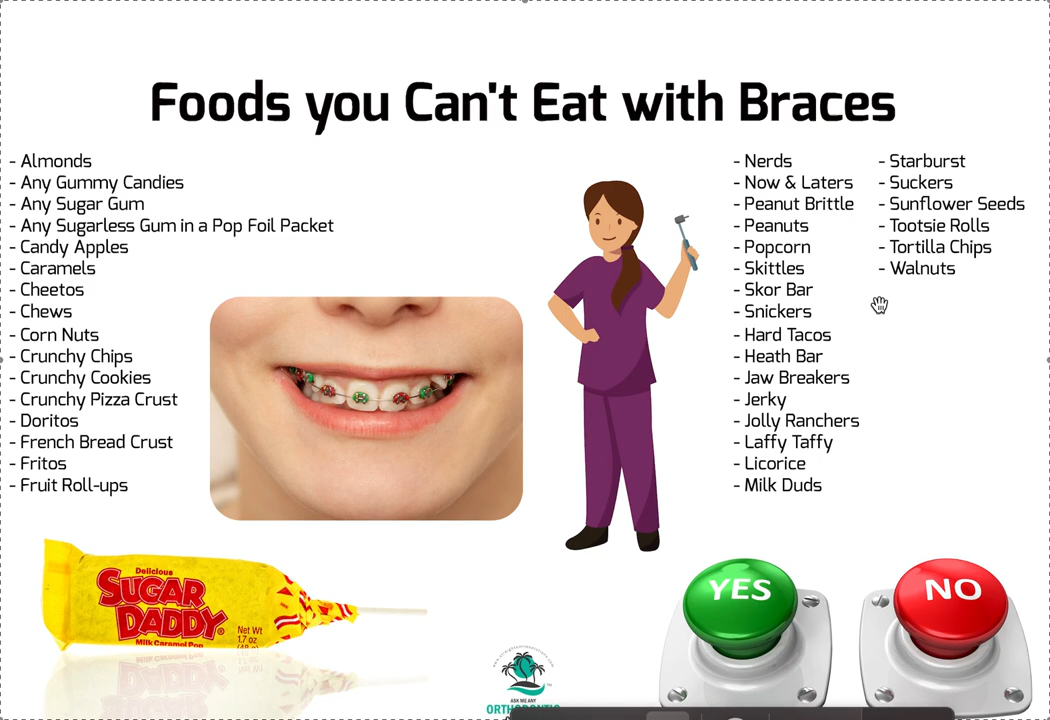 Foods you Can't Eat with Braces
- Almonds
- Any Gummy Candies
- Any Sugar Gum
- Any Sugarless Gum in a Pop Foil Packet
- Candy Apples
- Caramels
- Cheetos
- Chews
- Corn Nuts
- Crunchy Chips
- Crunchy Cookies
- Crunchy Pizza Crust
- Doritos
- French Bread Crust
- Fritos
- Fruit Roll-ups
- Nerds
- Now & Laters
- Peanut Brittle
- Peanuts
- Popcorn
- Skittles
- Skor Bar
- Snickers
- Hard Tacos
- Heath Bar
- Jaw Breakers
- Jerky
- Jolly Ranchers
- Laffy Taffy
- Licorice
- Milk Duds
- Starburst
- Suckers
- Sunflower Seeds
- Tootsie Rolls
- Tortilla Chips
- Walnuts
Delicious
SUGAR
DADDY®
Milk Caramel Pop
Net Wt
1.7 oz
YES
NO
ASK ME ANY
ORTHODONTIC